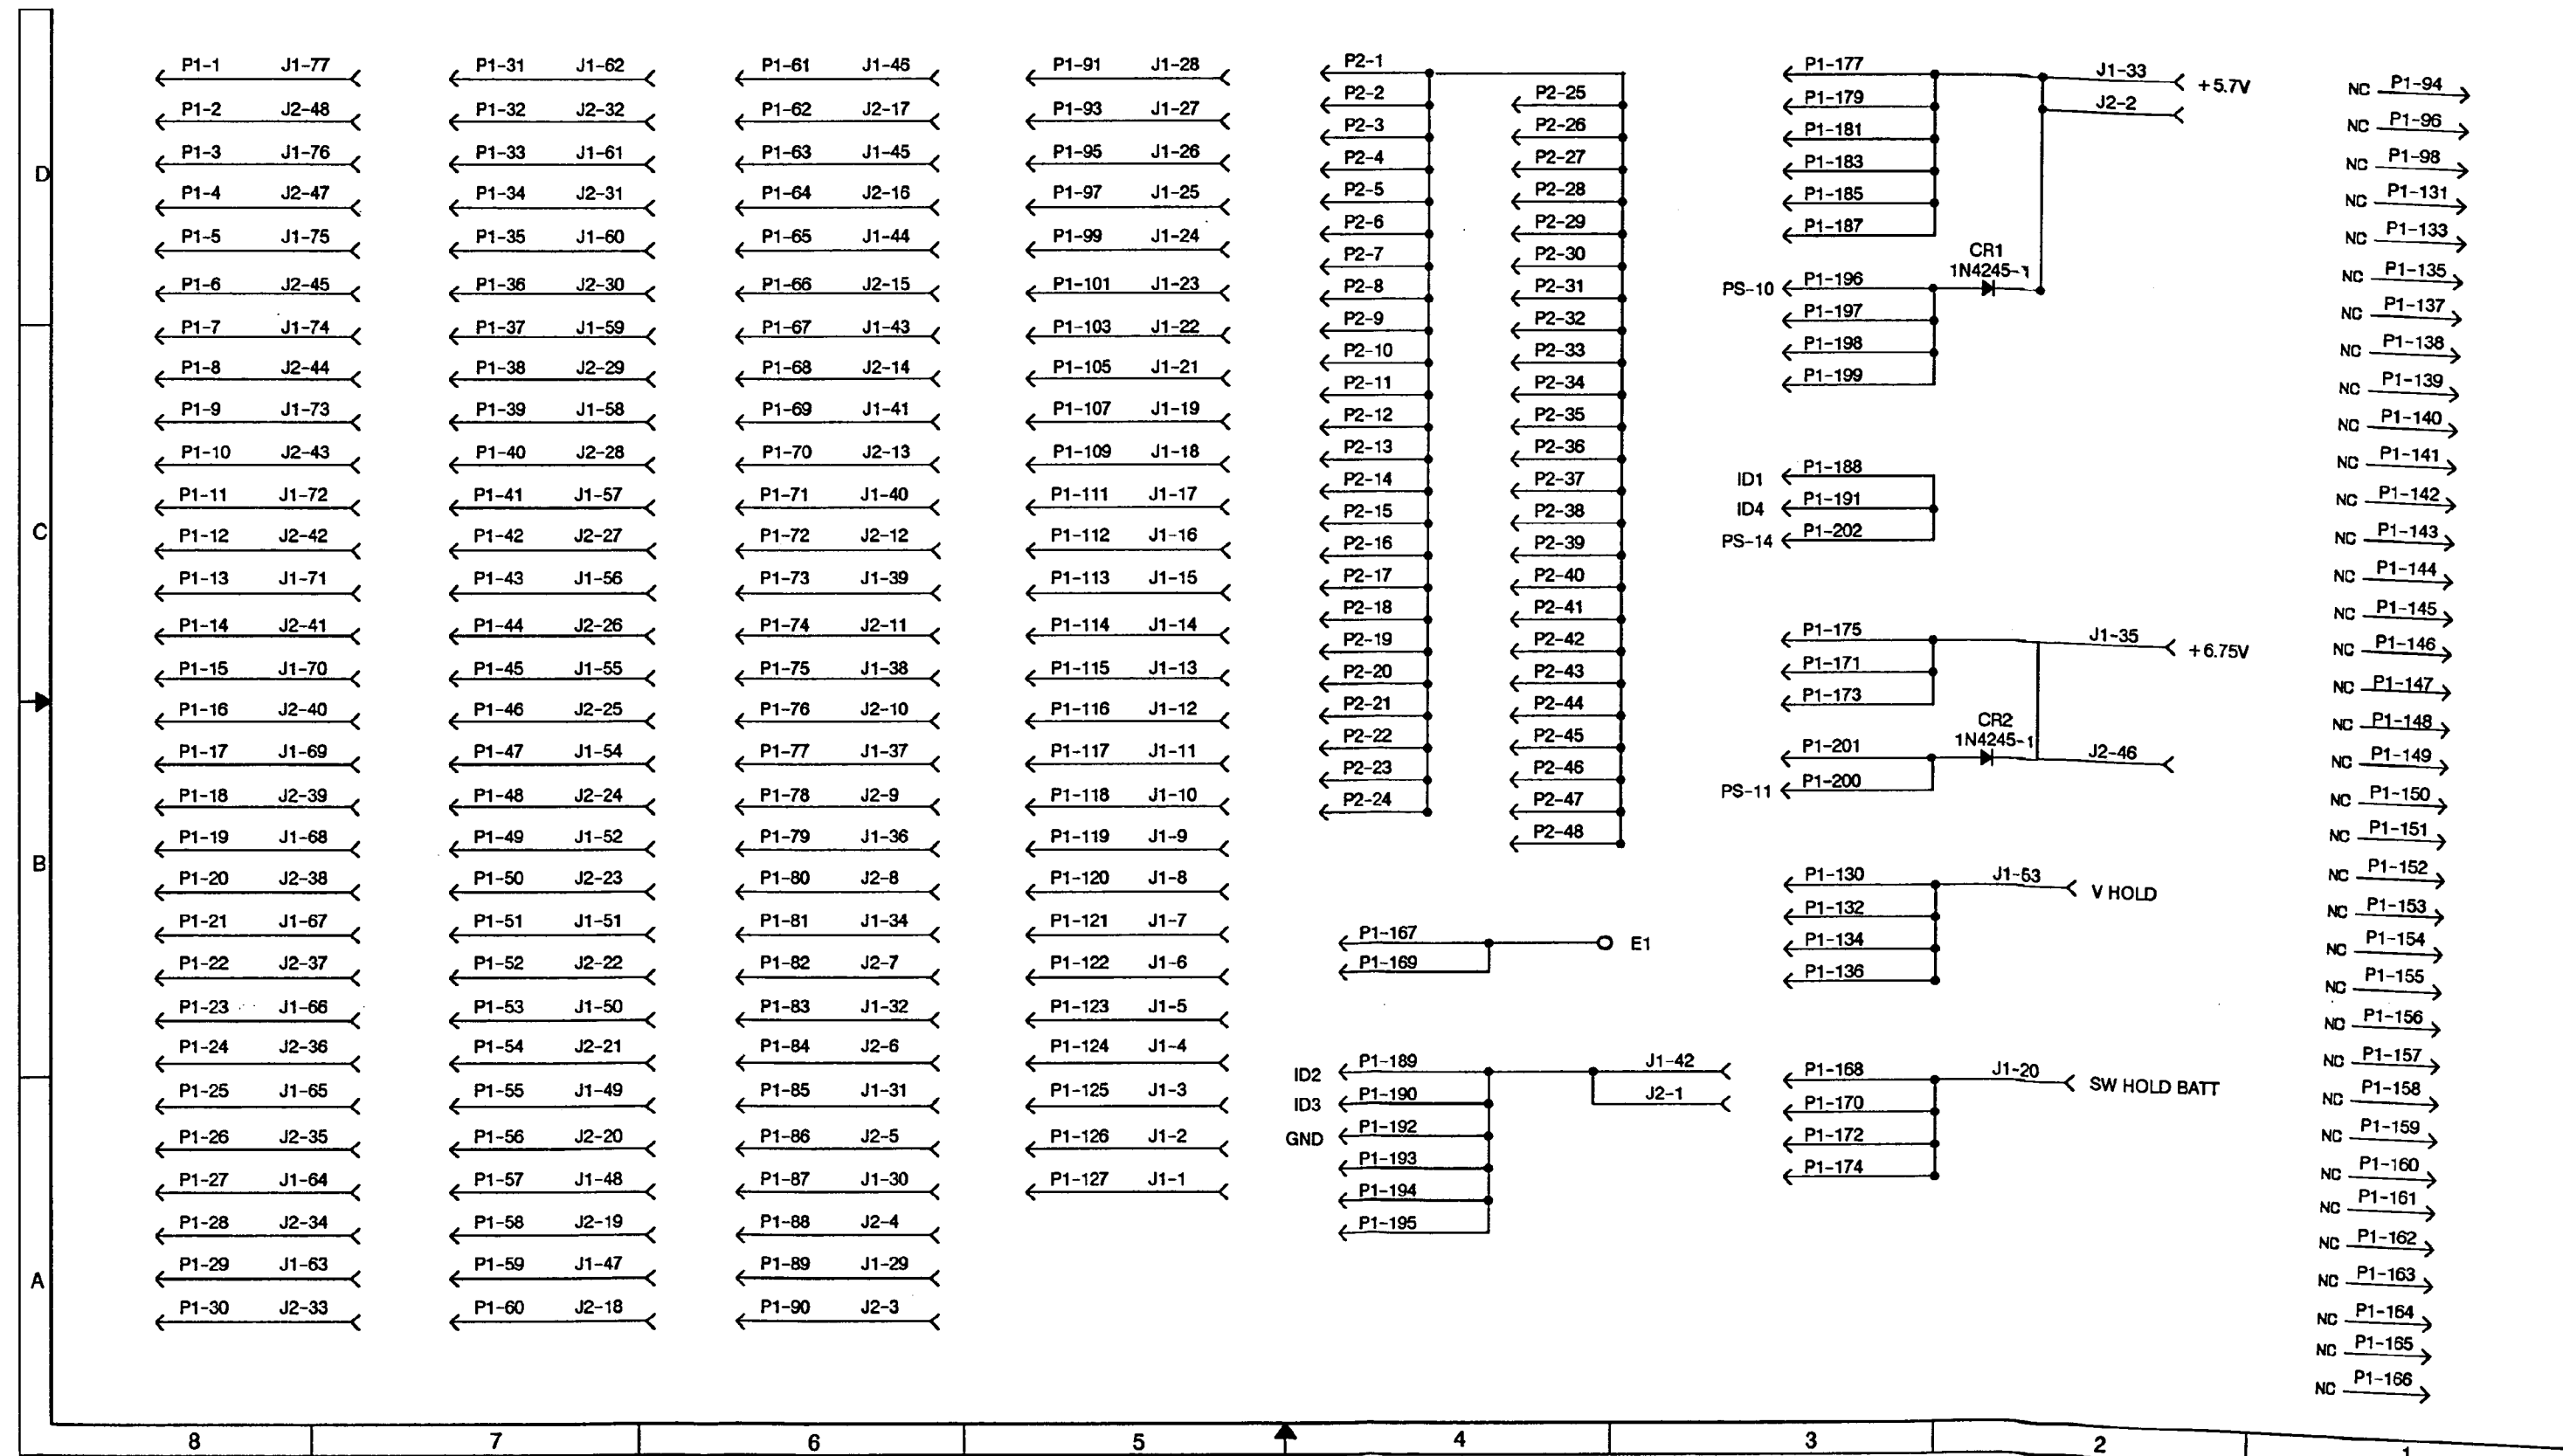 D
C
B
A
P1-1 J1-77
P1-2 J2-48
P1-3 J1-76
P1-4 J2-47
P1-5 J1-75
P1-6 J2-45
P1-7 J1-74
P1-8 J2-44
P1-9 J1-73
P1-10 J2-43
P1-11 J1-72
P1-12 J2-42
P1-13 J1-71
P1-14 J2-41
P1-15 J1-70
P1-16 J2-40
P1-17 J1-69
P1-18 J2-39
P1-19 J1-68
P1-20 J2-38
P1-21 J1-67
P1-22 J2-37
P1-23 J1-66
P1-24 J2-36
P1-25 J1-65
P1-26 J2-35
P1-27 J1-64
P1-28 J2-34
P1-29 J1-63
P1-30 J2-33
P1-31 J1-62
P1-32 J2-32
P1-33 J1-61
P1-34 J2-31
P1-35 J1-60
P1-36 J2-30
P1-37 J1-59
P1-38 J2-29
P1-39 J1-58
P1-40 J2-28
P1-41 J1-57
P1-42 J2-27
P1-43 J1-56
P1-44 J2-26
P1-45 J1-55
P1-46 J2-25
P1-47 J1-54
P1-48 J2-24
P1-49 J1-52
P1-50 J2-23
P1-51 J1-51
P1-52 J2-22
P1-53 J1-50
P1-54 J2-21
P1-55 J1-49
P1-56 J2-20
P1-57 J1-48
P1-58 J2-19
P1-59 J1-47
P1-60 J2-18
P1-61 J1-46
P1-62 J2-17
P1-63 J1-45
P1-64 J2-16
P1-65 J1-44
P1-66 J2-15
P1-67 J1-43
P1-68 J2-14
P1-69 J1-41
P1-70 J2-13
P1-71 J1-40
P1-72 J2-12
P1-73 J1-39
P1-74 J2-11
P1-75 J1-38
P1-76 J2-10
P1-77 J1-37
P1-78 J2-9
P1-79 J1-36
P1-80 J2-8
P1-81 J1-34
P1-82 J2-7
P1-83 J1-32
P1-84 J2-6
P1-85 J1-31
P1-86 J2-5
P1-87 J1-30
P1-88 J2-4
P1-89 J1-29
P1-90 J2-3
P1-91 J1-28
P1-93 J1-27
P1-95 J1-26
P1-97 J1-25
P1-99 J1-24
P1-101 J1-23
P1-103 J1-22
P1-105 J1-21
P1-107 J1-19
P1-109 J1-18
P1-111 J1-17
P1-112 J1-16
P1-113 J1-15
P1-114 J1-14
P1-115 J1-13
P1-116 J1-12
P1-117 J1-11
P1-118 J1-10
P1-119 J1-9
P1-120 J1-8
P1-121 J1-7
P1-122 J1-6
P1-123 J1-5
P1-124 J1-4
P1-125 J1-3
P1-126 J1-2
P1-127 J1-1
P2-1
P2-2
P2-3
P2-4
P2-5
P2-6
P2-7
P2-8
P2-9
P2-10
P2-11
P2-12
P2-13
P2-14
P2-15
P2-16
P2-17
P2-18
P2-19
P2-20
P2-21
P2-22
P2-23
P2-24
P2-25
P2-26
P2-27
P2-28
P2-29
P2-30
P2-31
P2-32
P2-33
P2-34
P2-35
P2-36
P2-37
P2-38
P2-39
P2-40
P2-41
P2-42
P2-43
P2-44
P2-45
P2-46
P2-47
P2-48
P1-167 E1
P1-169
ID2 P1-189 J1-42
ID3 P1-190 J2-1
GND P1-192
P1-193
P1-194
P1-195
P1-177 J1-33 +5.7V
P1-179 J2-2
P1-181
P1-183
P1-185
P1-187
CR1
1N4245-1
PS-10 P1-196
P1-197
P1-198
P1-199
ID1 P1-188
ID4 P1-191
PS-14 P1-202
P1-175 J1-35 +6.75V
P1-171
P1-173
CR2
1N4245-1
P1-201 J2-46
PS-11 P1-200
P1-130 J1-53 V HOLD
P1-132
P1-134
P1-136
P1-168 J1-20 SW HOLD BATT
P1-170
P1-172
P1-174
NC P1-94
NC P1-96
NC P1-98
NC P1-131
NC P1-133
NC P1-135
NC P1-137
NC P1-138
NC P1-139
NC P1-140
NC P1-141
NC P1-142
NC P1-143
NC P1-144
NC P1-145
NC P1-146
NC P1-147
NC P1-148
NC P1-149
NC P1-150
NC P1-151
NC P1-152
NC P1-153
NC P1-154
NC P1-155
NC P1-156
NC P1-157
NC P1-158
NC P1-159
NC P1-160
NC P1-161
NC P1-162
NC P1-163
NC P1-164
NC P1-165
NC P1-166
8 7 6 5 4 3 2 1